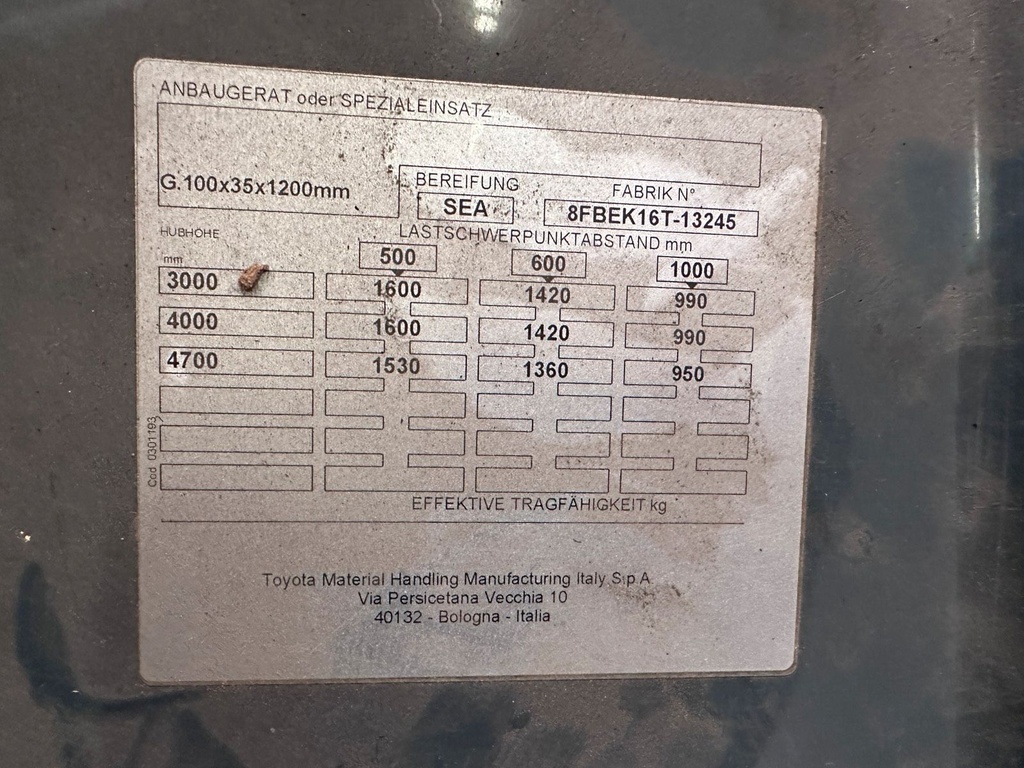 ANBAUGERAT oder SPEZIALEINSATZ
G.100x35x1200mm
BEREIFUNG FABRIK N°
SEA 8FBEK16T-13245
HUBHOHE LASTSCHWERPUNKTABSTAND mm
mm 500 600 1000
3000 1600 1420 990
4000 1600 1420 990
4700 1530 1360 950
Cod 0301193
EFFEKTIVE TRAGFÄHIGKEIT kg
Toyota Material Handling Manufacturing Italy S.p.A
Via Persicetana Vecchia 10
40132 - Bologna - Italia